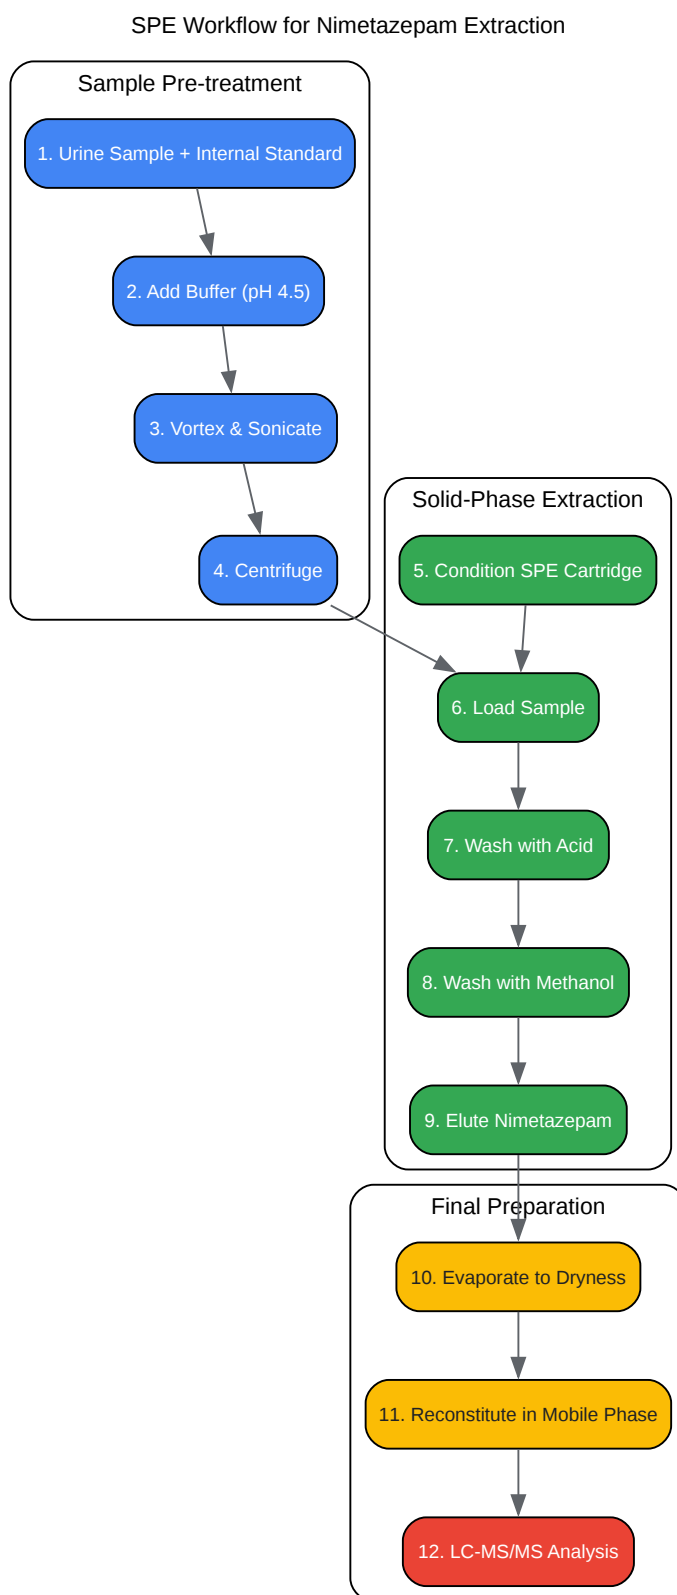 SPE Workflow for Nimetazepam Extraction
Sample Pre-treatment
1. Urine Sample + Internal Standard
2. Add Buffer (pH 4.5)
3. Vortex & Sonicate
4. Centrifuge
Solid-Phase Extraction
5. Condition SPE Cartridge
6. Load Sample
7. Wash with Acid
8. Wash with Methanol
9. Elute Nimetazepam
Final Preparation
10. Evaporate to Dryness
11. Reconstitute in Mobile Phase
12. LC-MS/MS Analysis